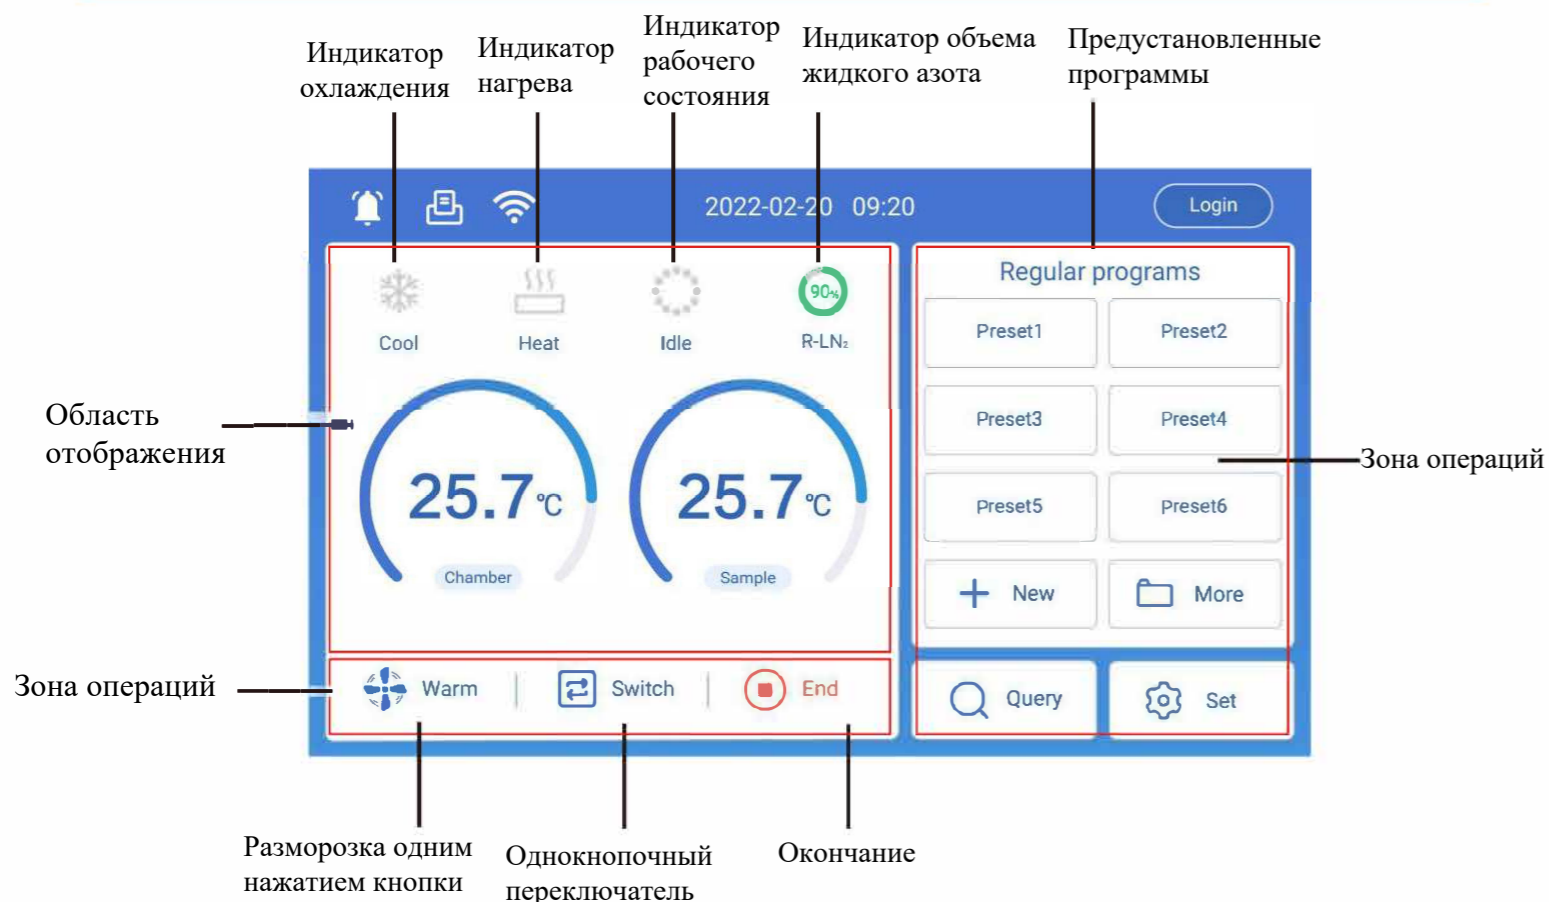 Индикатор
охлаждения
Индикатор
нагрева
Индикатор
рабочего
состояния
Индикатор объема
жидкого азота
Предустановленные
программы
2022-02-20 09:20
Login
Cool
Heat
Idle
90%
R-LN₂
Regular programs
Preset1
Preset2
Preset3
Preset4
Preset5
Preset6
New
More
Область
отображения
25.7℃
Chamber
25.7℃
Sample
Зона операций
Зона операций
Warm
Switch
End
Query
Set
Разморозка одним
нажатием кнопки
Однокнопочный
переключатель
Окончание